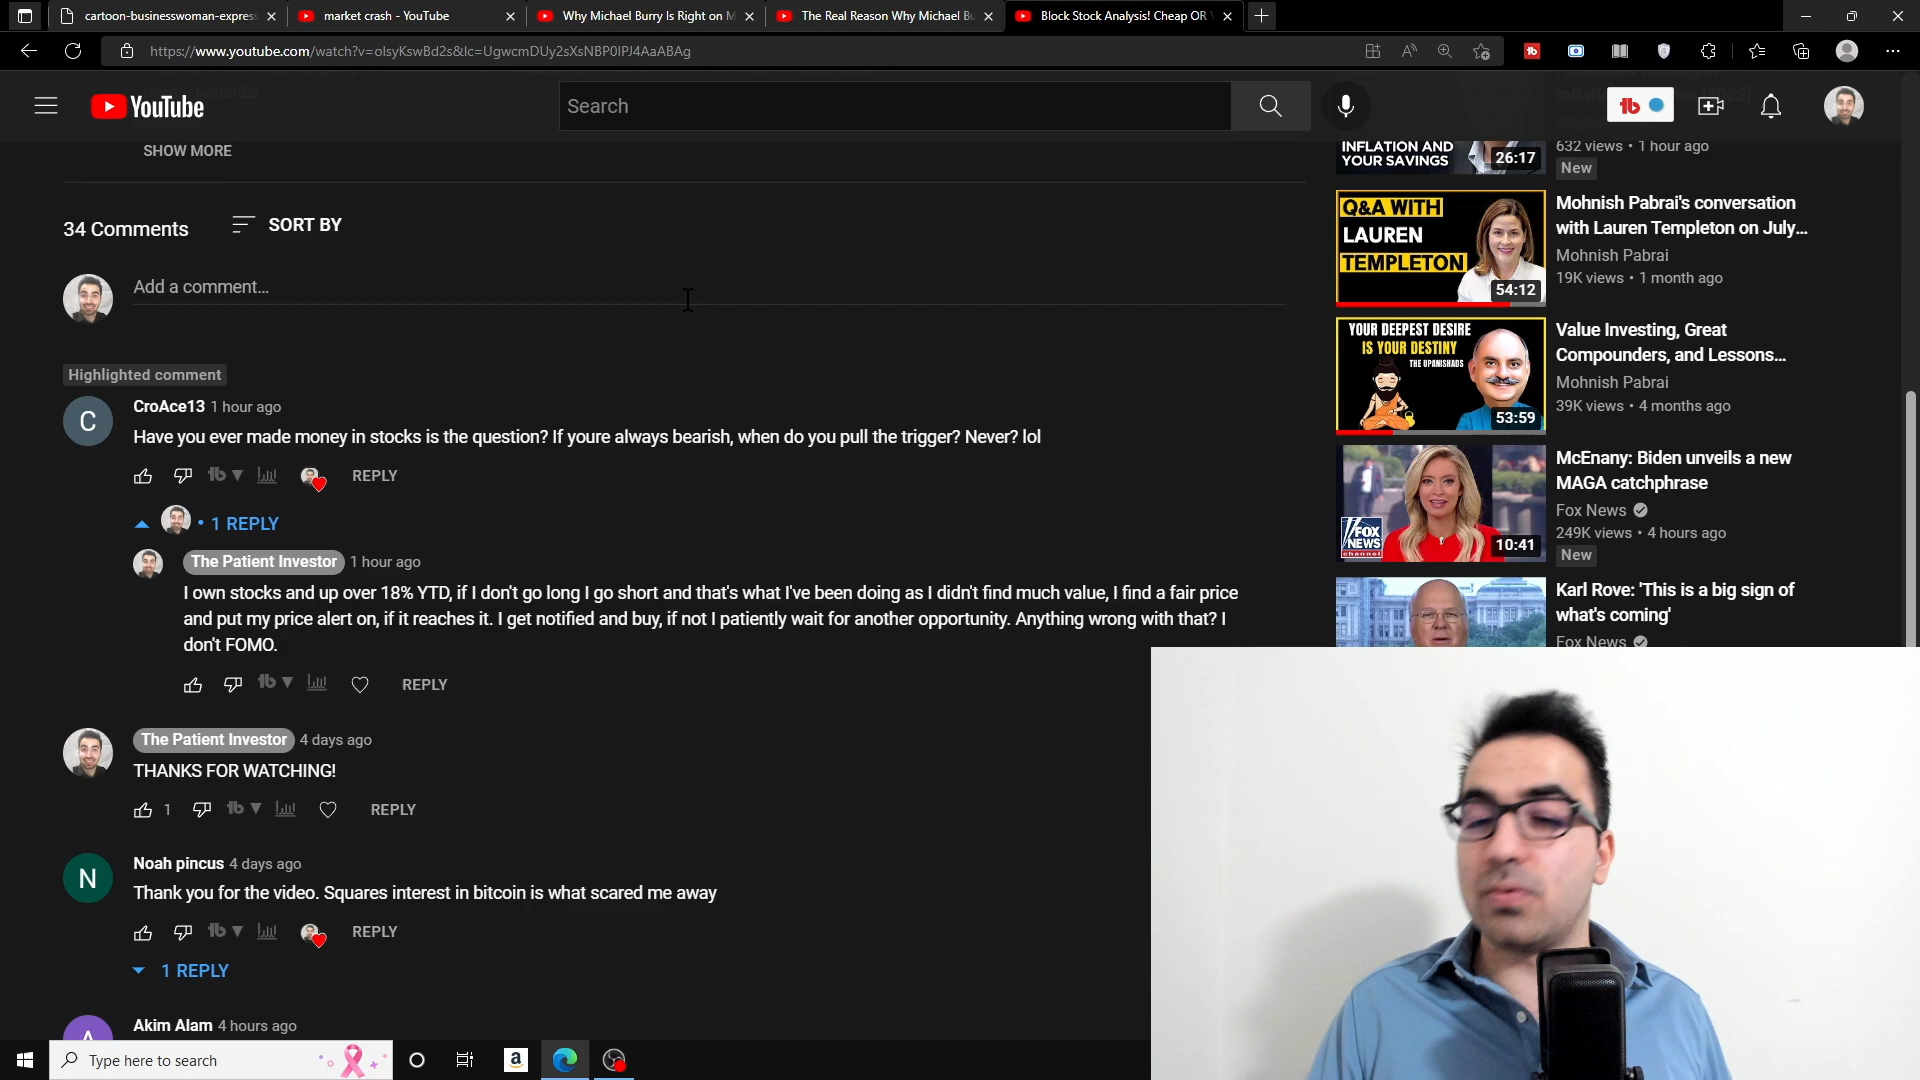 cartoon-businesswoman-express
market crash - YouTube
Why Michael Burry Is Right on M
The Real Reason Why Michael B
Block Stock Analysis! Cheap OR
https://www.youtube.com/watch?v=olsyKswBd2s&lc=UgwcmDUy2sXsNBP0IPJ4AaABAg
YouTube
Search
SHOW MORE
34 Comments
SORT BY
Add a comment...
Highlighted comment
C
CroAce13 1 hour ago
Have you ever made money in stocks is the question? If youre always bearish, when do you pull the trigger? Never? lol
REPLY
• 1 REPLY
The Patient Investor 1 hour ago
I own stocks and up over 18% YTD, if I don't go long I go short and that's what I've been doing as I didn't find much value, I find a fair price
and put my price alert on, if it reaches it. I get notified and buy, if not I patiently wait for another opportunity. Anything wrong with that? I
don't FOMO.
REPLY
The Patient Investor 4 days ago
THANKS FOR WATCHING!
1
REPLY
N
Noah pincus 4 days ago
Thank you for the video. Squares interest in bitcoin is what scared me away
REPLY
1 REPLY
A
Akim Alam 4 hours ago
INFLATION AND
YOUR SAVINGS
26:17
632 views • 1 hour ago
New
Q&A WITH
LAUREN
TEMPLETON
54:12
Mohnish Pabrai's conversation
with Lauren Templeton on July...
Mohnish Pabrai
19K views • 1 month ago
YOUR DEEPEST DESIRE
IS YOUR DESTINY
THE UPANISHADS
53:59
Value Investing, Great
Compounders, and Lessons...
Mohnish Pabrai
39K views • 4 months ago
FOX
NEWS
channel
10:41
McEnany: Biden unveils a new
MAGA catchphrase
Fox News
249K views • 4 hours ago
New
Karl Rove: 'This is a big sign of
what's coming'
Fox News
Type here to search
a